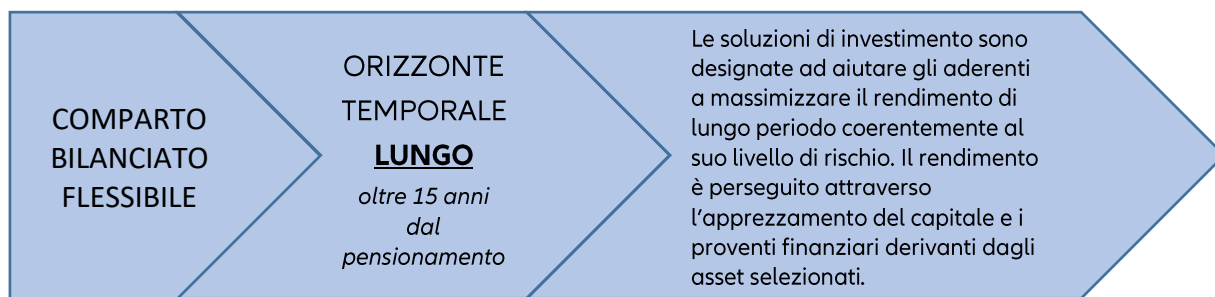 COMPARTO
BILANCIATO
FLESSIBILE
ORIZZONTE
TEMPORALE
LUNGO
oltre 15 anni
dal
pensionamento
Le soluzioni di investimento sono
designate ad aiutare gli aderenti
a massimizzare il rendimento di
lungo periodo coerentemente al
suo livello di rischio. Il rendimento
è perseguito attraverso
l’apprezzamento del capitale e i
proventi finanziari derivanti dagli
asset selezionati.